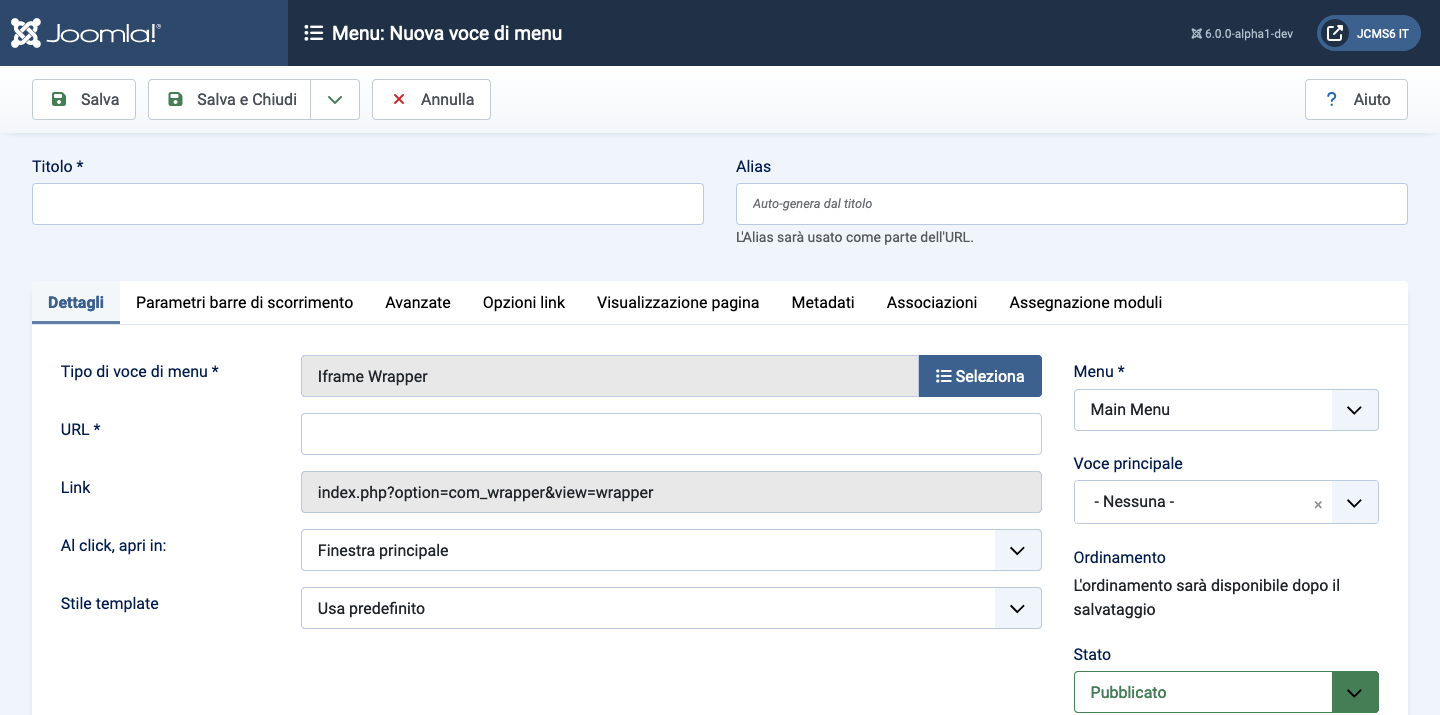 Joomla!®
Menu: Nuova voce di menu
6.0.0-alpha1-dev
JCMS6 IT
Salva
Salva e Chiudi
Annulla
? Aiuto
Titolo *
Alias
Auto-genera dal titolo
L'Alias sarà usato come parte dell'URL.
Dettagli Parametri barre di scorrimento Avanzate Opzioni link Visualizzazione pagina Metadati Associazioni Assegnazione moduli
Tipo di voce di menu *
Iframe Wrapper
Seleziona
URL *
Link
index.php?option=com_wrapper&view=wrapper
Al click, apri in:
Finestra principale
Stile template
Usa predefinito
Menu *
Main Menu
Voce principale
- Nessuna -
×
Ordinamento
L'ordinamento sarà disponibile dopo il
salvataggio
Stato
Pubblicato